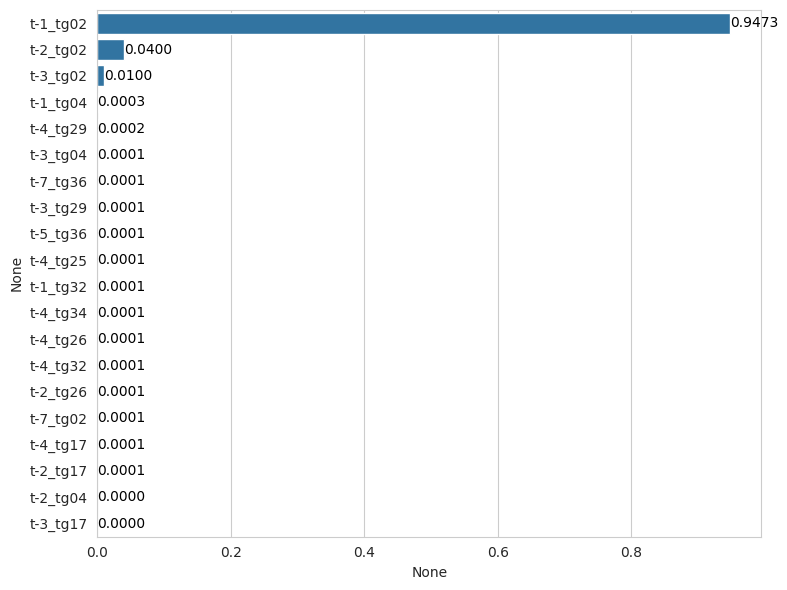 t-1_tg02 0.9473
t-2_tg02 0.0400
t-3_tg02 0.0100
t-1_tg04 0.0003
t-4_tg29 0.0002
t-3_tg04 0.0001
t-7_tg36 0.0001
t-3_tg29 0.0001
t-5_tg36 0.0001
t-4_tg25 0.0001
t-1_tg32 0.0001
t-4_tg34 0.0001
t-4_tg26 0.0001
t-4_tg32 0.0001
t-2_tg26 0.0001
t-7_tg02 0.0001
t-4_tg17 0.0001
t-2_tg17 0.0001
t-2_tg04 0.0000
t-3_tg17 0.0000
None
0.0 0.2 0.4 0.6 0.8
None